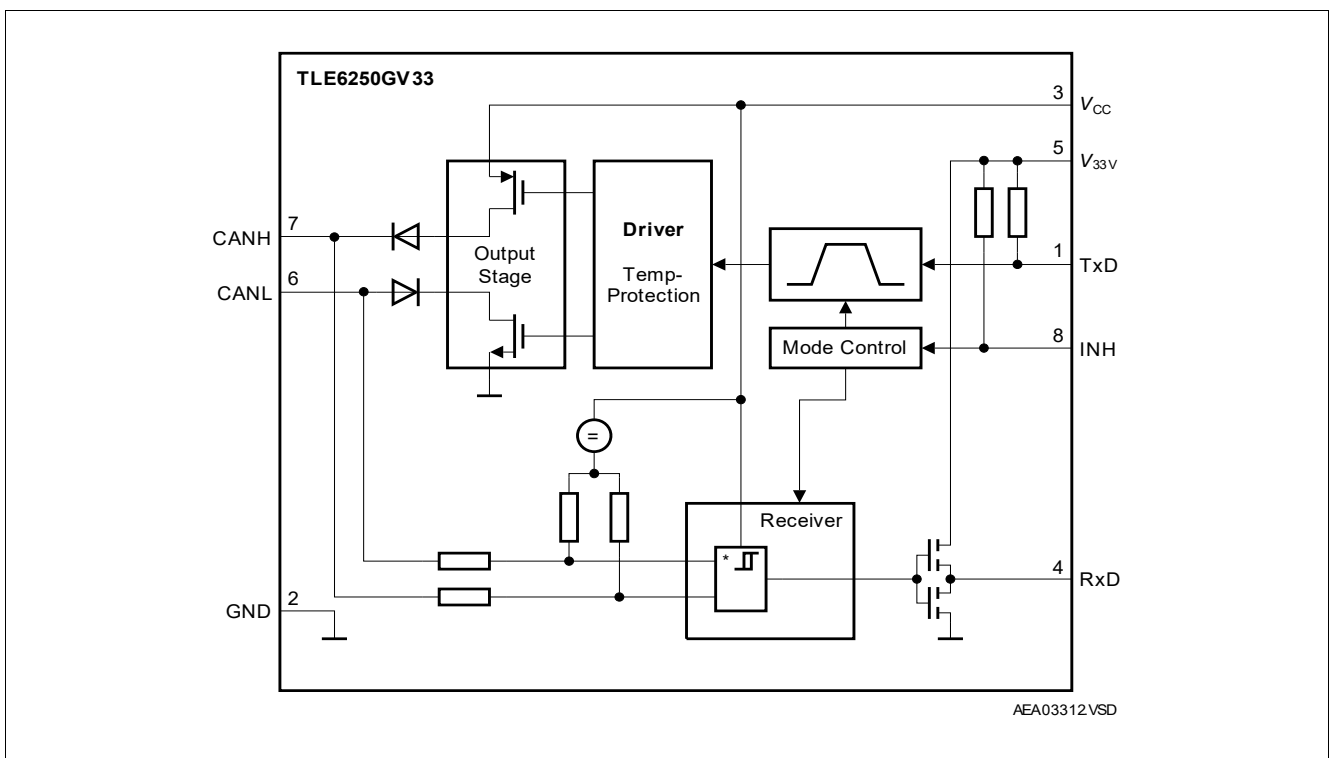 TLE6250GV33
3 VCC
5 V33V
7
CANH
Driver
Output
Stage
Temp-
Protection
1 TxD
6
CANL
8 INH
Mode Control
=
Receiver
*
4 RxD
2
GND
AEA03312.VSD